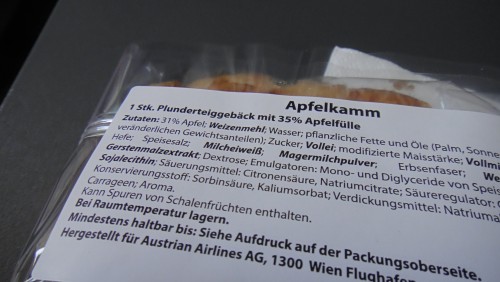 Apfelkamm
1 Stk. Plunderteiggebäck mit 35% Apfelfülle
Zutaten: 31% Apfel; Weizenmehl; Wasser; pflanzliche Fette und Öle (Palm, Sonne
veränderlichen Gewichtsanteilen); Zucker; Vollei; modifizierte Maisstärke; Vollmi
Hefe; Speisesalz; Milcheiweiß; Magermilchpulver; Erbsenfaser; We
Gerstenmalzextrakt; Dextrose; Emulgatoren: Mono- und Diglyceride von Speis
Sojalecithin; Säuerungsmittel: Citronensäure, Natriumcitrate; Säureregulator: C
Konservierungsstoff: Sorbinsäure, Kaliumsorbat; Verdickungsmittel: Natriuma
Carrageen; Aroma.
Kann Spuren von Schalenfrüchten enthalten.
Bei Raumtemperatur lagern.
Mindestens haltbar bis: Siehe Aufdruck auf der Packungsoberseite.
Hergestellt für Austrian Airlines AG, 1300 Wien Flughafen